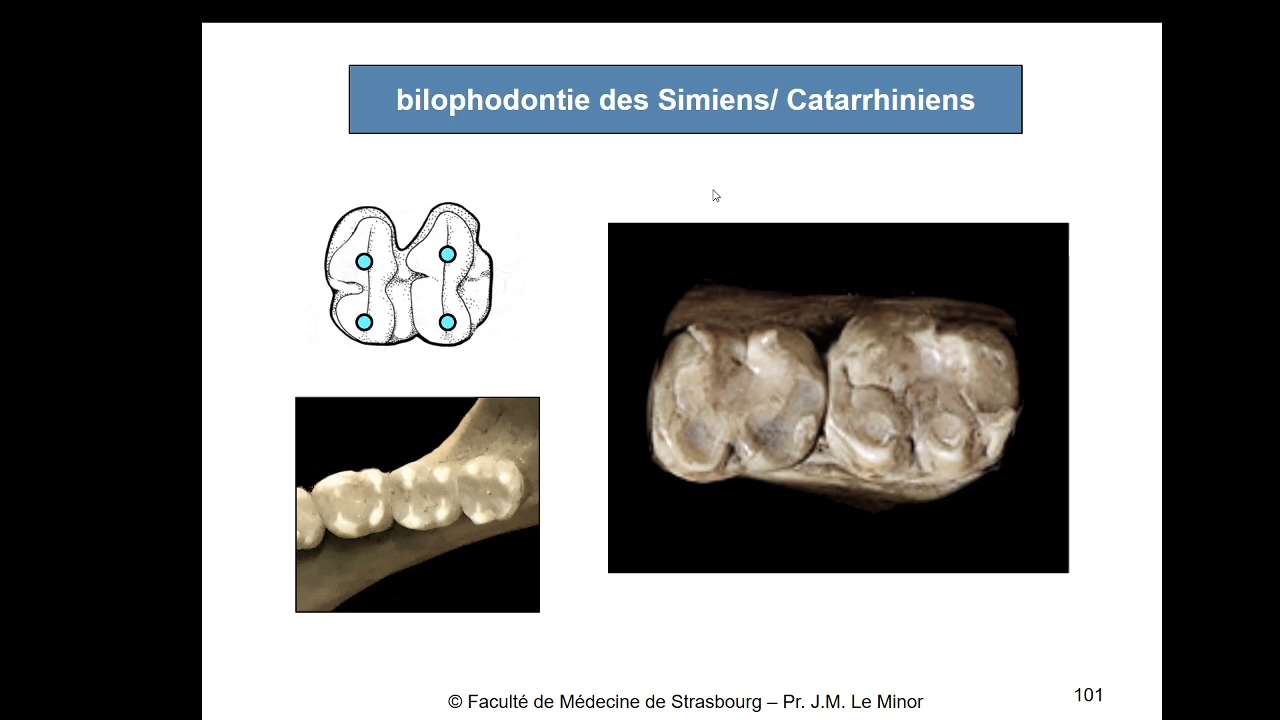 bilophodontie des Simiens/ Catarrhiniens
© Faculté de Médecine de Strasbourg – Pr. J.M. Le Minor
101